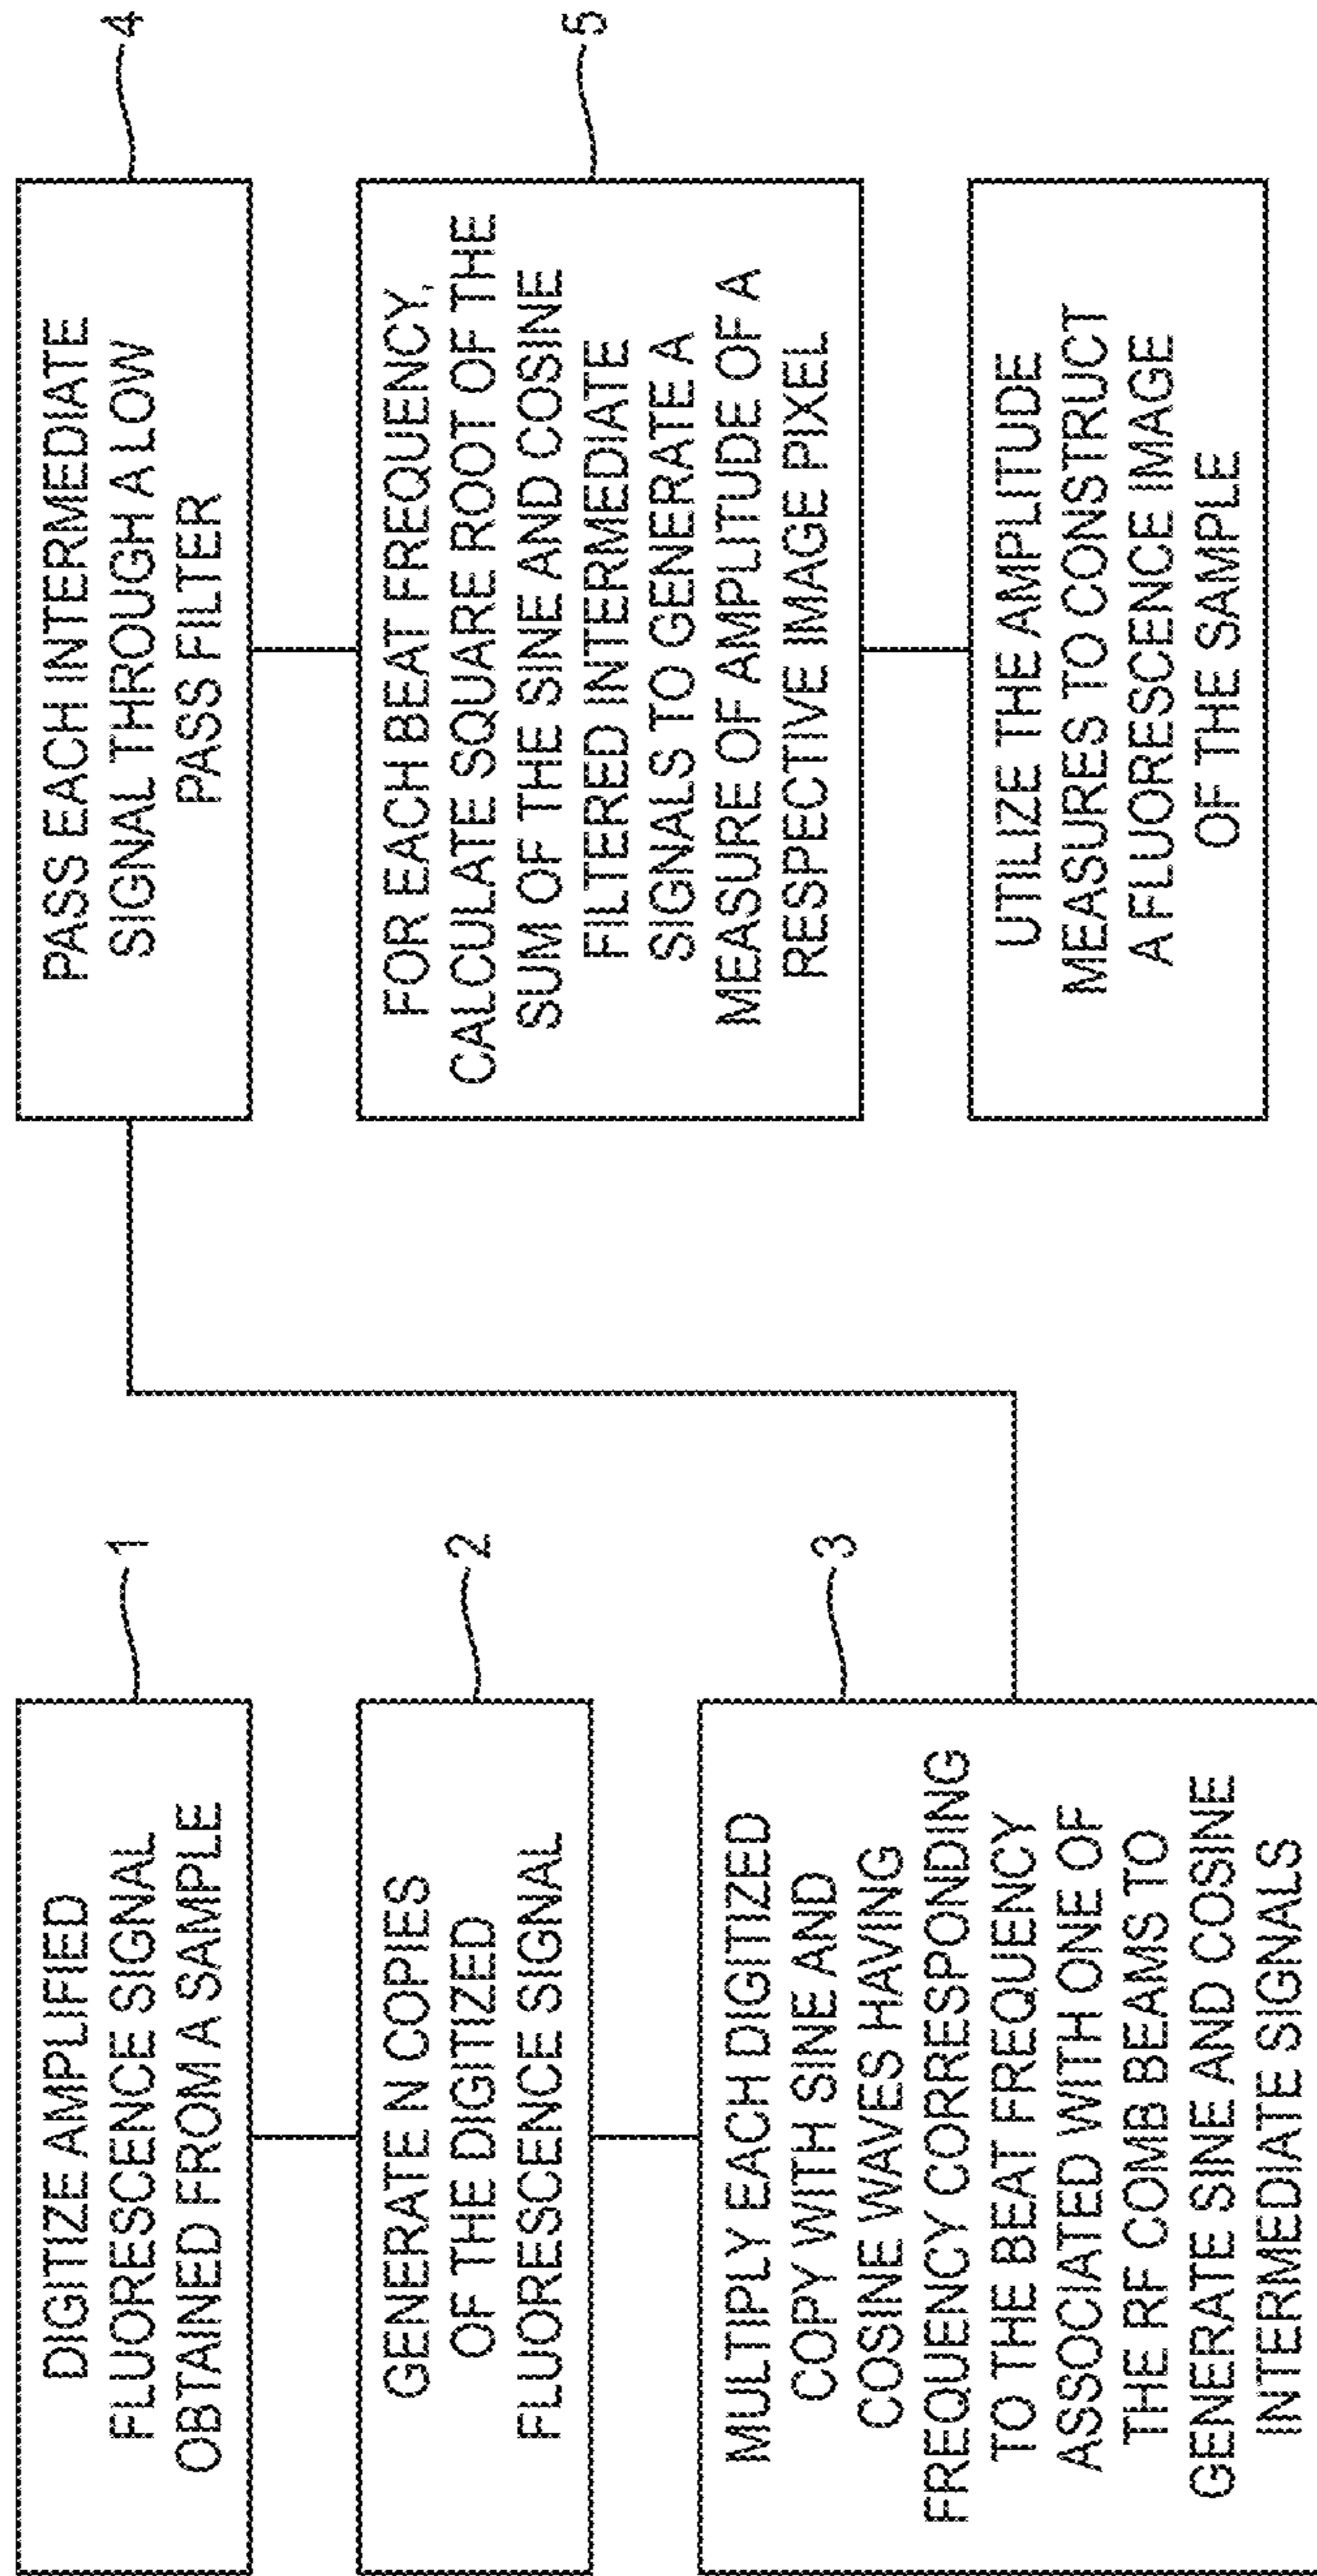 DIGITIZE AMPLIFIED
FLUORESCENCE SIGNAL
OBTAINED FROM A SAMPLE
1
GENERATE N COPIES
OF THE DIGITIZED
FLUORESCENCE SIGNAL
2
MULTIPLY EACH DIGITIZED
COPY WITH SINE AND
COSINE WAVES HAVING
FREQUENCY CORRESPONDING
TO THE BEAT FREQUENCY
ASSOCIATED WITH ONE OF
THE RF COMB BEAMS TO
GENERATE SINE AND COSINE
INTERMEDIATE SIGNALS
3
PASS EACH INTERMEDIATE
SIGNAL THROUGH A LOW
PASS FILTER
4
FOR EACH BEAT FREQUENCY,
CALCULATE SQUARE ROOT OF THE
SUM OF THE SINE AND COSINE
FILTERED INTERMEDIATE
SIGNALS TO GENERATE A
MEASURE OF AMPLITUDE OF A
RESPECTIVE IMAGE PIXEL
5
UTILIZE THE AMPLITUDE
MEASURES TO CONSTRUCT
A FLUORESCENCE IMAGE
OF THE SAMPLE